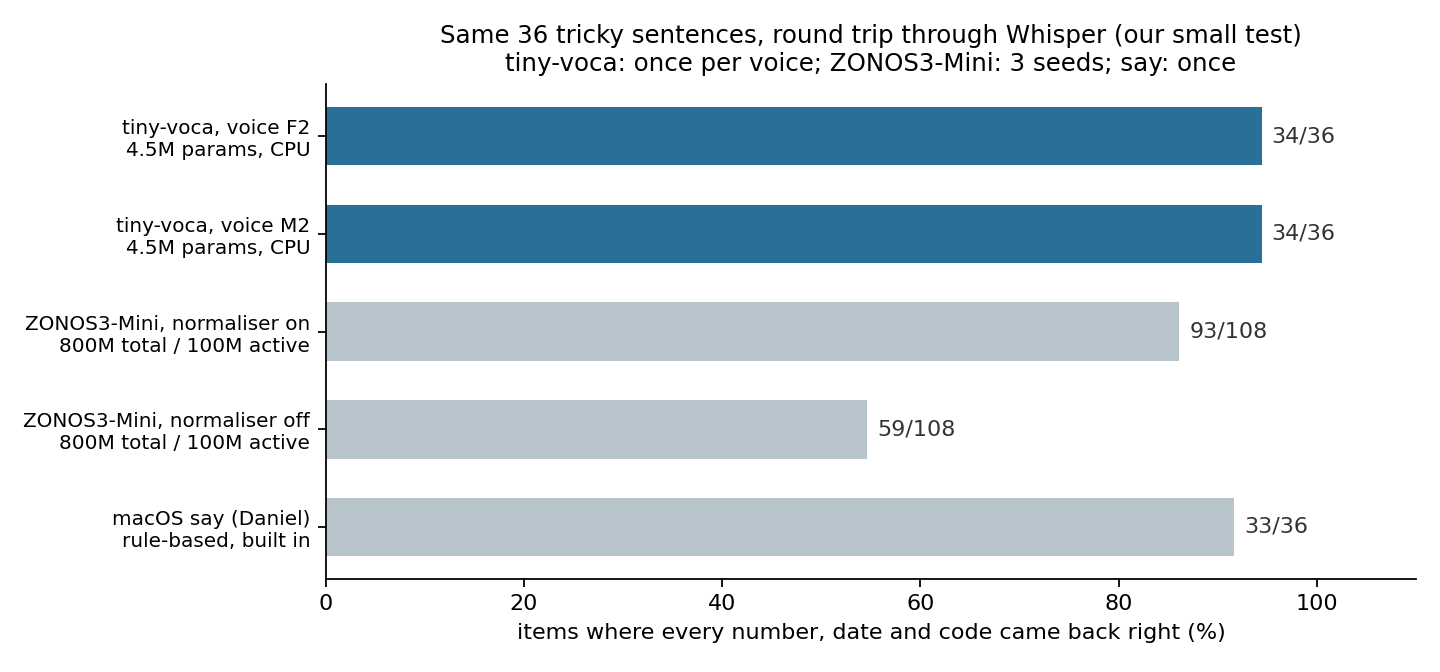 Same 36 tricky sentences, round trip through Whisper (our small test)
tiny-voca: once per voice; ZONOS3-Mini: 3 seeds; say: once
tiny-voca, voice F2
4.5M params, CPU
34/36
tiny-voca, voice M2
4.5M params, CPU
34/36
ZONOS3-Mini, normaliser on
800M total / 100M active
93/108
ZONOS3-Mini, normaliser off
800M total / 100M active
59/108
macOS say (Daniel)
rule-based, built in
33/36
0 20 40 60 80 100
items where every number, date and code came back right (%)